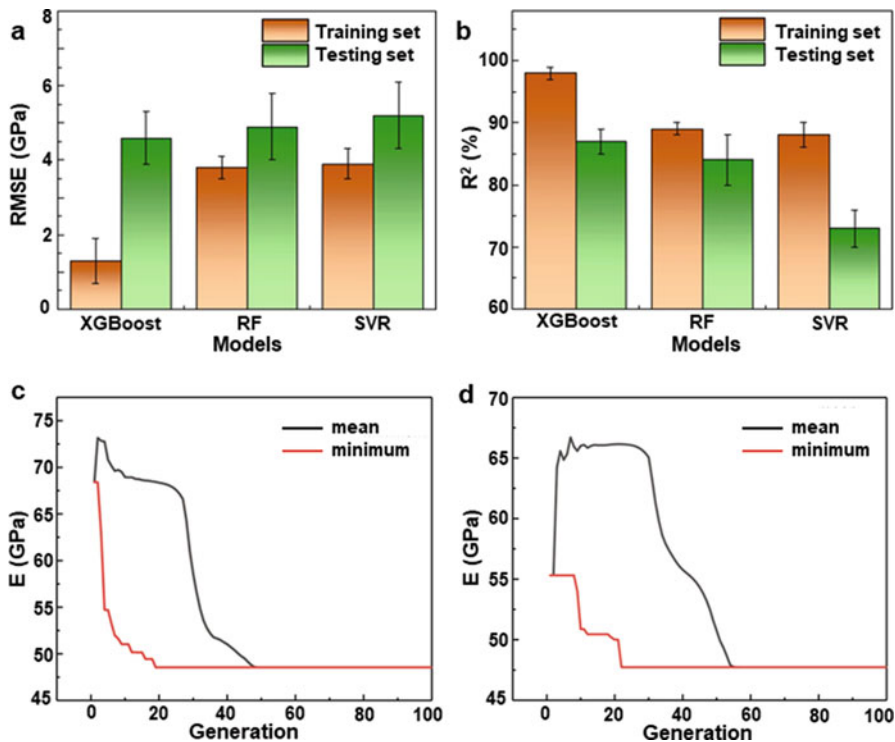 a
Training set
Testing set
RMSE (GPa)
8
6
4
2
0
XGBoost RF SVR
Models
b
Training set
Testing set
R² (%)
100
90
80
70
60
XGBoost RF SVR
Models
c
mean
minimum
E (GPa)
75
70
65
60
55
50
45
0 20 40 60 80 100
Generation
d
mean
minimum
E (GPa)
70
65
60
55
50
45
0 20 40 60 80 100
Generation